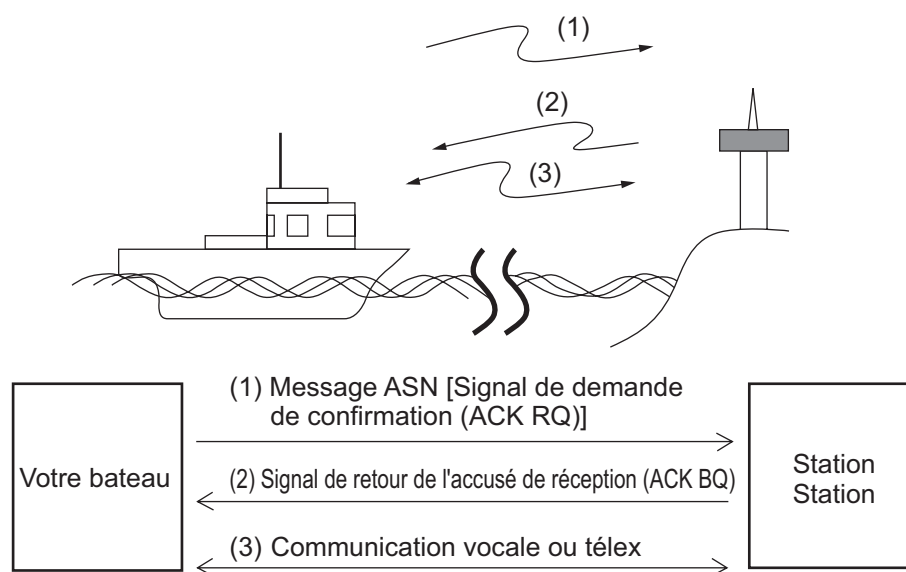 (1)
(2)
(3)
(1) Message ASN [Signal de demande
de confirmation (ACK RQ)]
Votre bateau
(2) Signal de retour de l'accusé de réception (ACK BQ)
Station
Station
(3) Communication vocale ou télex